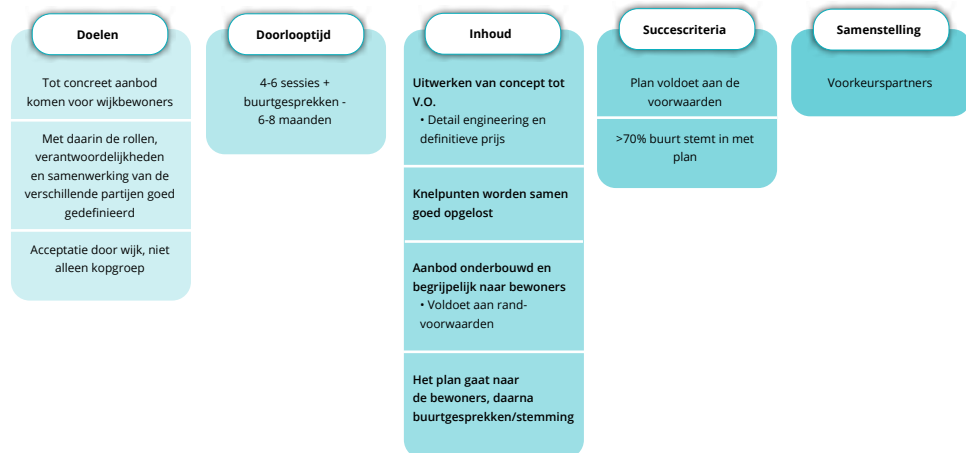 Doelen
Tot concreet aanbod
komen voor wijkbewoners
Met daarin de rollen,
verantwoordelijkheden
en samenwerking van de
verschillende partijen goed
gedefinieerd
Acceptatie door wijk, niet
alleen kopgroep
Doorlooptijd
4-6 sessies +
buurtgesprekken -
6-8 maanden
Inhoud
Uitwerken van concept tot
V.O.
• Detail engineering en
definitieve prijs
Knelpunten worden samen
goed opgelost
Aanbod onderbouwd en
begrijpelijk naar bewoners
• Voldoet aan rand-
voorwaarden
Het plan gaat naar
de bewoners, daarna
buurtgesprekken/stemming
Succescriteria
Plan voldoet aan de
voorwaarden
>70% buurt stemt in met
plan
Samenstelling
Voorkeurspartners